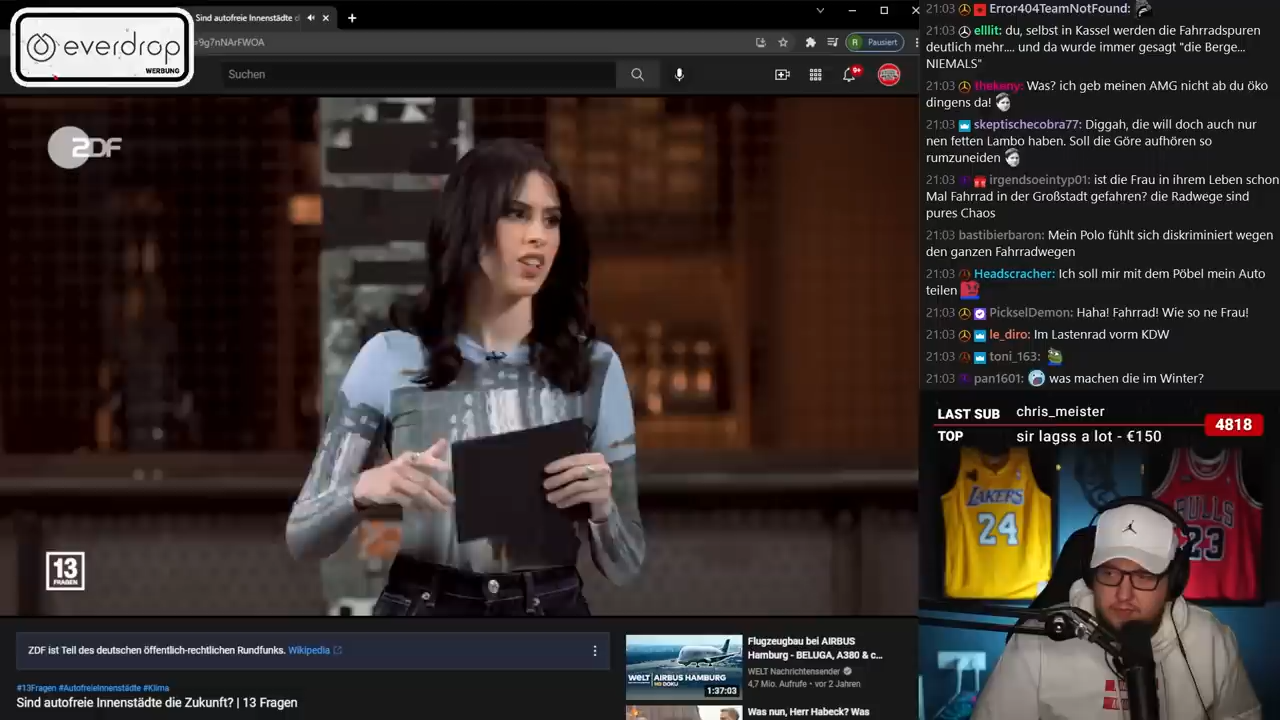 everdrop
WERBUNG
Sind autofreie Innenstädte d
=9g7nNArFWOA
R
Pausiert
Suchen
9+
ZDF
13
FRAGEN
ZDF ist Teil des deutschen öffentlich-rechtlichen Rundfunks. Wikipedia
#13Fragen #AutofreieInnenstädte #Klima
Sind autofreie Innenstädte die Zukunft? | 13 Fragen
WELT
AIRBUS HAMBURG
HD DOKU
1:37:03
Flugzeugbau bei AIRBUS
Hamburg - BELUGA, A380 & c...
WELT Nachrichtensender
4,7 Mio. Aufrufe • vor 2 Jahren
Was nun, Herr Habeck? Was
21:03 Error404TeamNotFound:
21:03 elllit: du, selbst in Kassel werden die Fahrradspuren
deutlich mehr.... und da wurde immer gesagt "die Berge...
NIEMALS"
21:03 thekeny: Was? ich geb meinen AMG nicht ab du öko
dingens da!
21:03 skeptischecobra77: Diggah, die will doch auch nur
nen fetten Lambo haben. Soll die Göre aufhören so
rumzuneiden
21:03 irgendsoeintyp01: ist die Frau in ihrem Leben schon
Mal Fahrrad in der Großstadt gefahren? die Radwege sind
pures Chaos
21:03 bastibierbaron: Mein Polo fühlt sich diskriminiert wegen
den ganzen Fahrradwegen
21:03 Headscracher: Ich soll mir mit dem Pöbel mein Auto
teilen
21:03 PickselDemon: Haha! Fahrrad! Wie so ne Frau!
21:03 le_diro: Im Lastenrad vorm KDW
21:03 toni_163:
21:03 pan1601: was machen die im Winter?
LAST SUB chris_meister
4818
TOP sir lagss a lot - €150
LAKERS
24
BULLS
23